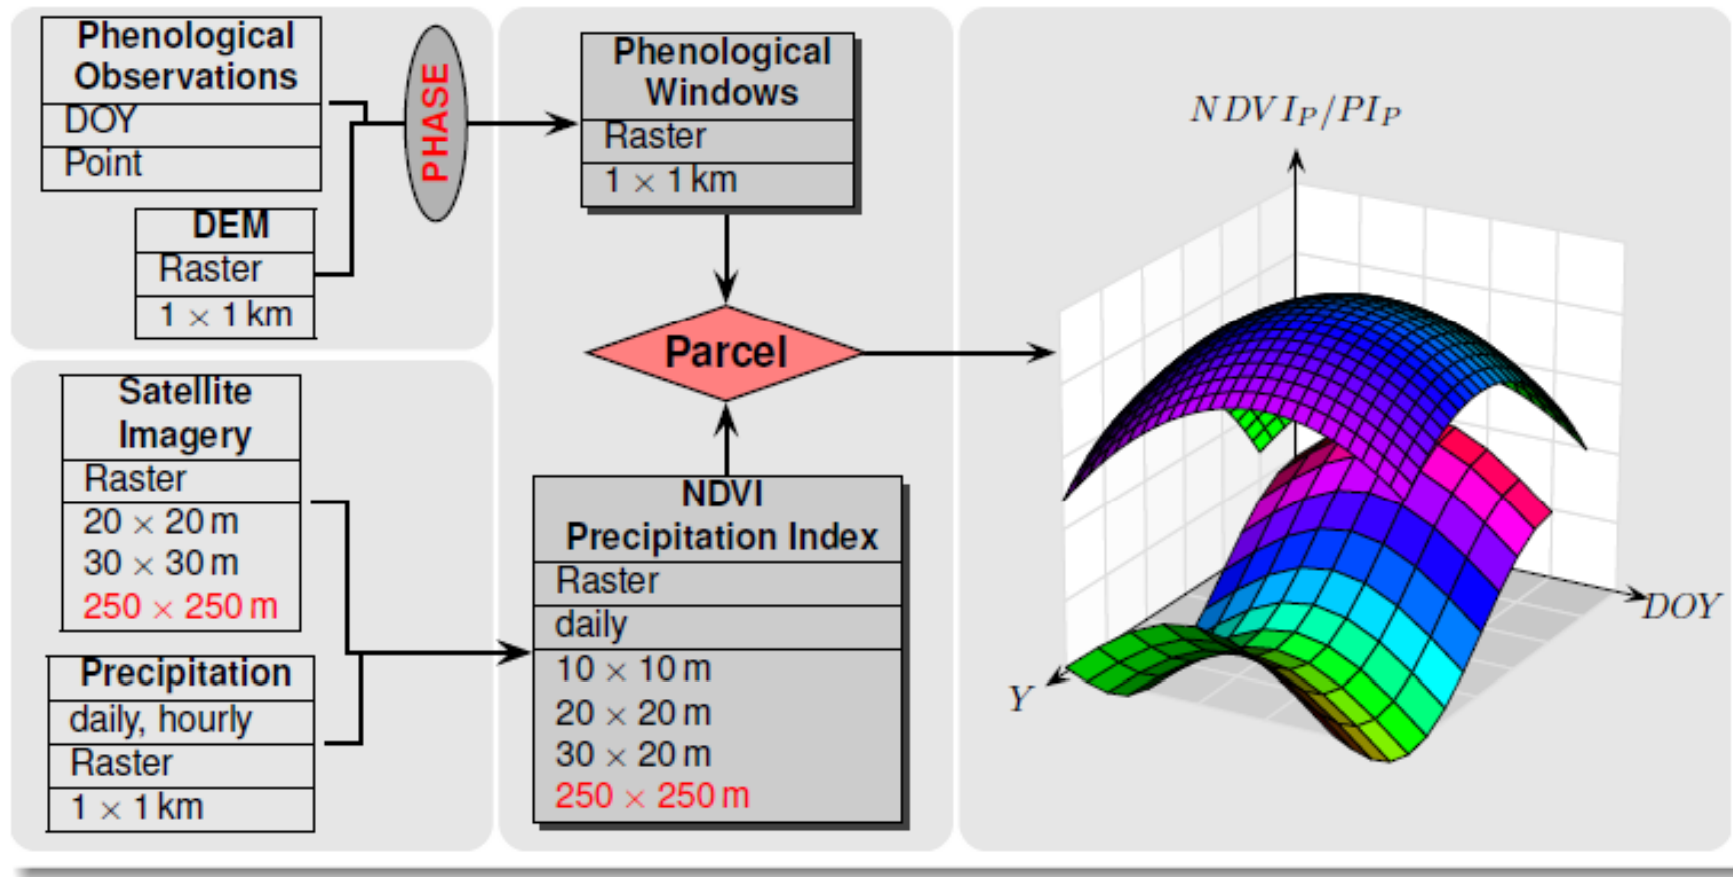 Phenological
Observations
DOY
Point
DEM
Raster
1 × 1 km
PHASE
Satellite
Imagery
Raster
20 × 20 m
30 × 30 m
250 × 250 m
Precipitation
daily, hourly
Raster
1 × 1 km
Phenological
Windows
Raster
1 × 1 km
Parcel
NDVI
Precipitation Index
Raster
daily
10 × 10 m
20 × 20 m
30 × 20 m
250 × 250 m
NDVI_P/PI_P
DOY
Y